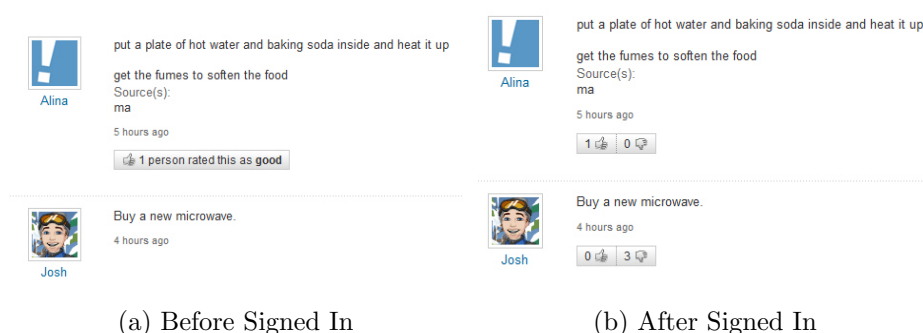 put a plate of hot water and baking soda inside and heat it up
get the fumes to soften the food
Source(s):
ma
5 hours ago
1 person rated this as good
Alina
Buy a new microwave.
4 hours ago
Josh
(a) Before Signed In
put a plate of hot water and baking soda inside and heat it up
get the fumes to soften the food
Source(s):
ma
5 hours ago
1 0
Alina
Buy a new microwave.
4 hours ago
0 3
Josh
(b) After Signed In